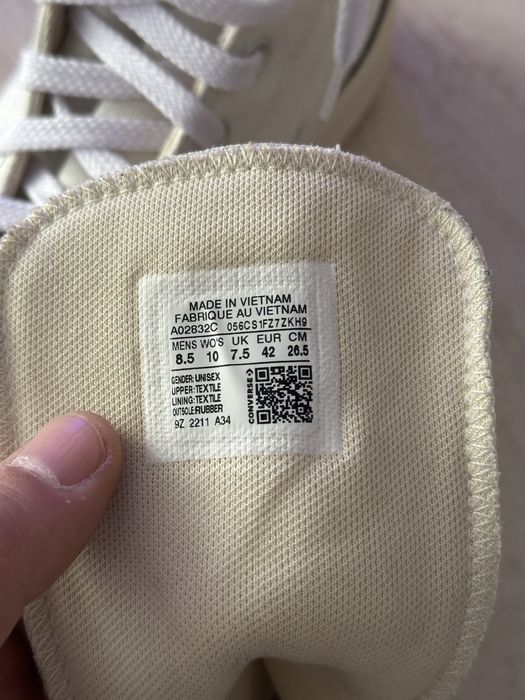 MADE IN VIETNAM
FABRIQUE AU VIETNAM
A02832C 056CS1FZ7ZKH9
MENS WO'S UK EUR CM
8.5 10 7.5 42 26.5
GENDER: UNISEX
UPPER: TEXTILE
LINING: TEXTILE
OUTSOLE: RUBBER
9Z 2211 A34
CONVERSE